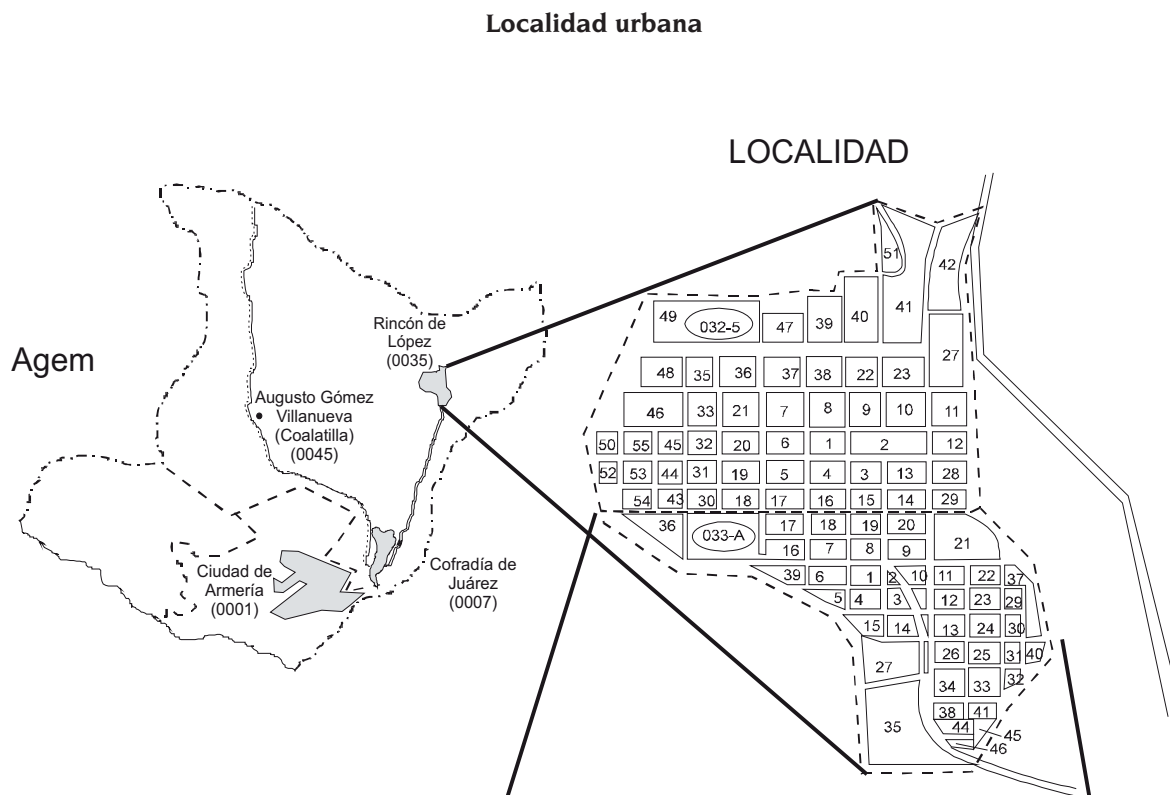 Localidad urbana
LOCALIDAD
Agem
Rincón de
López
(0035)
Augusto Gómez
Villanueva
(Coalatilla)
(0045)
Ciudad de
Armería
(0001)
Cofradía de
Juárez
(0007)
51
42
49 032-5 47 39 40 41
27
48 35 36 37 38 22 23
46 33 21 7 8 9 10 11
50 55 45 32 20 6 1 2 12
52 53 44 31 19 5 4 3 13 28
54 43 30 18 17 16 15 14 29
36 033-A 17 18 19 20 21
16 7 8 9
39 6 1 2 10 11 22 37
5 4 3 12 23 29
15 14 13 24 30
27 26 25 31 40
34 33 32
35 38 41
44 45
46